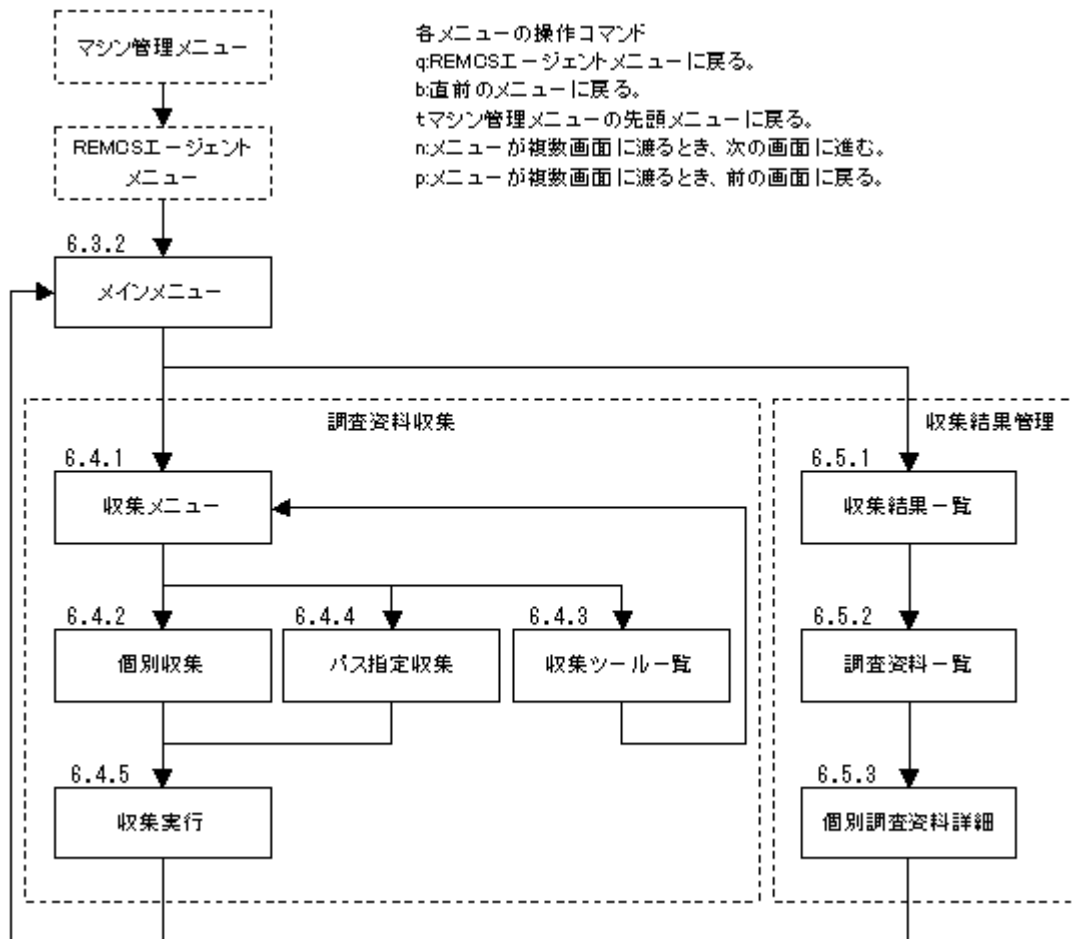 マシン管理メニュー
各メニューの操作コマンド
q:REMCSエージェントメニューに戻る。
b:直前のメニューに戻る。
t:マシン管理メニューの先頭メニューに戻る。
n:メニューが複数画面に渡るとき、次の画面に進む。
p:メニューが複数画面に渡るとき、前の画面に戻る。
REMCSエージェント
メニュー
6.3.2
メインメニュー
調査資料収集
収集結果管理
6.4.1
収集メニュー
6.5.1
収集結果一覧
6.4.2
個別収集
6.4.4
パス指定収集
6.4.3
収集ツール一覧
6.5.2
調査資料一覧
6.4.5
収集実行
6.5.3
個別調査資料詳細